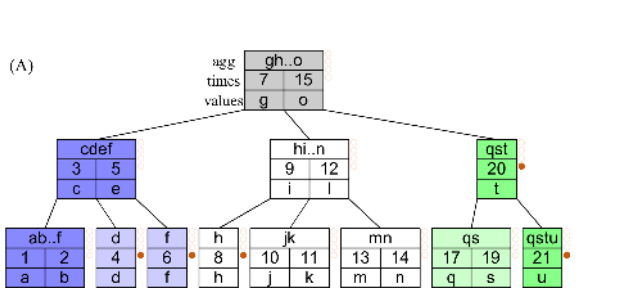 (A)
agg gh..o
times 7 15
values g o
cdef hi..n qst
3 5 9 12 20
c e i l t
ab..f d f h jk mn qs qstu
1 2 4 6 8 10 11 13 14 17 19 21
a b d f h j k m n q s u